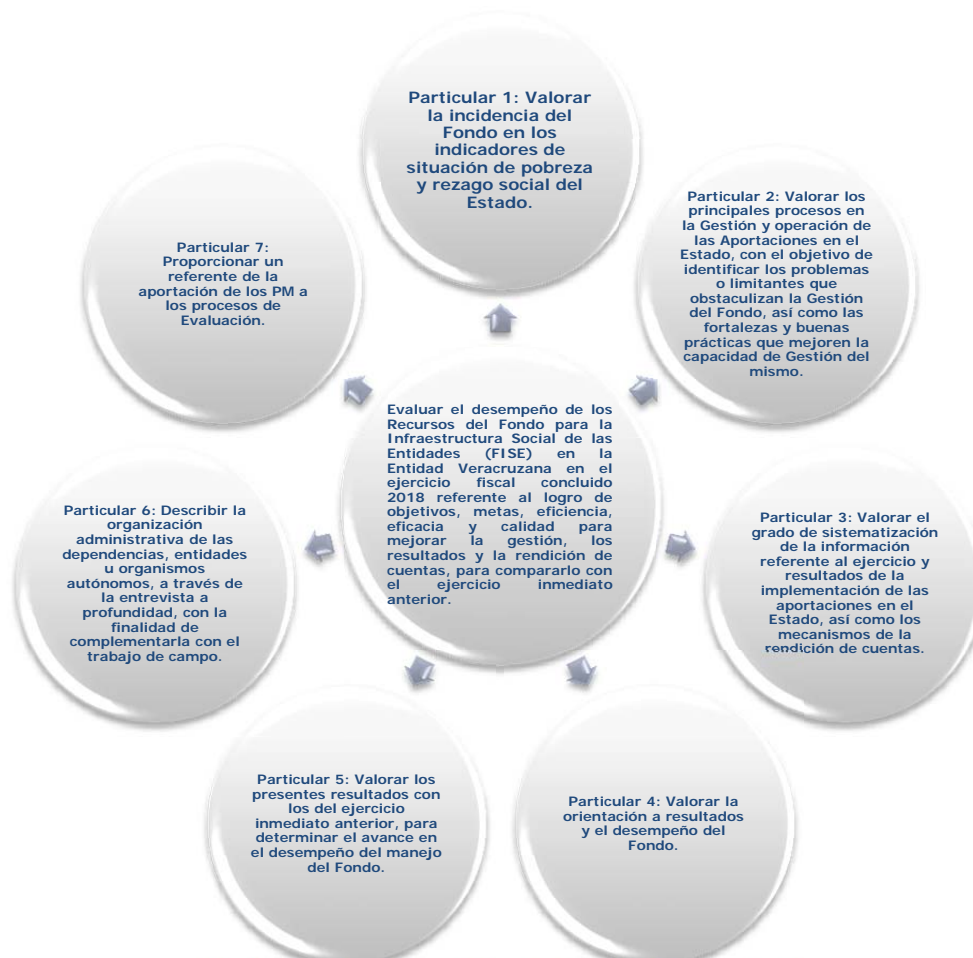 Particular 1: Valorar
la incidencia del
Fondo en los
indicadores de
situación de pobreza
y rezago social del
Estado.
Particular 2: Valorar los
principales procesos en
la Gestión y operación de
las Aportaciones en el
Estado, con el objetivo de
identificar los problemas
o limitantes que
obstaculizan la Gestión
del Fondo, así como las
fortalezas y buenas
prácticas que mejoren la
capacidad de Gestión del
mismo.
Particular 7:
Proporcionar un
referente de la
aportación de los PM a
los procesos de
Evaluación.
Evaluar el desempeño de los
Recursos del Fondo para la
Infraestructura Social de las
Entidades (FISE) en la
Entidad Veracruzana en el
ejercicio fiscal concluido
2018 referente al logro de
objetivos, metas, eficiencia,
eficacia y calidad para
mejorar la gestión, los
resultados y la rendición de
cuentas, para compararlo con
el ejercicio inmediato
anterior.
Particular 3: Valorar el
grado de sistematización
de la información
referente al ejercicio y
resultados de la
implementación de las
aportaciones en el
Estado, así como los
mecanismos de la
rendición de cuentas.
Particular 6: Describir la
organización
administrativa de las
dependencias, entidades
u organismos
autónomos, a través de
la entrevista a
profundidad, con la
finalidad de
complementarla con el
trabajo de campo.
Particular 5: Valorar los
presentes resultados con
los del ejercicio
inmediato anterior, para
determinar el avance en
el desempeño del manejo
del Fondo.
Particular 4: Valorar la
orientación a resultados
y el desempeño del
Fondo.